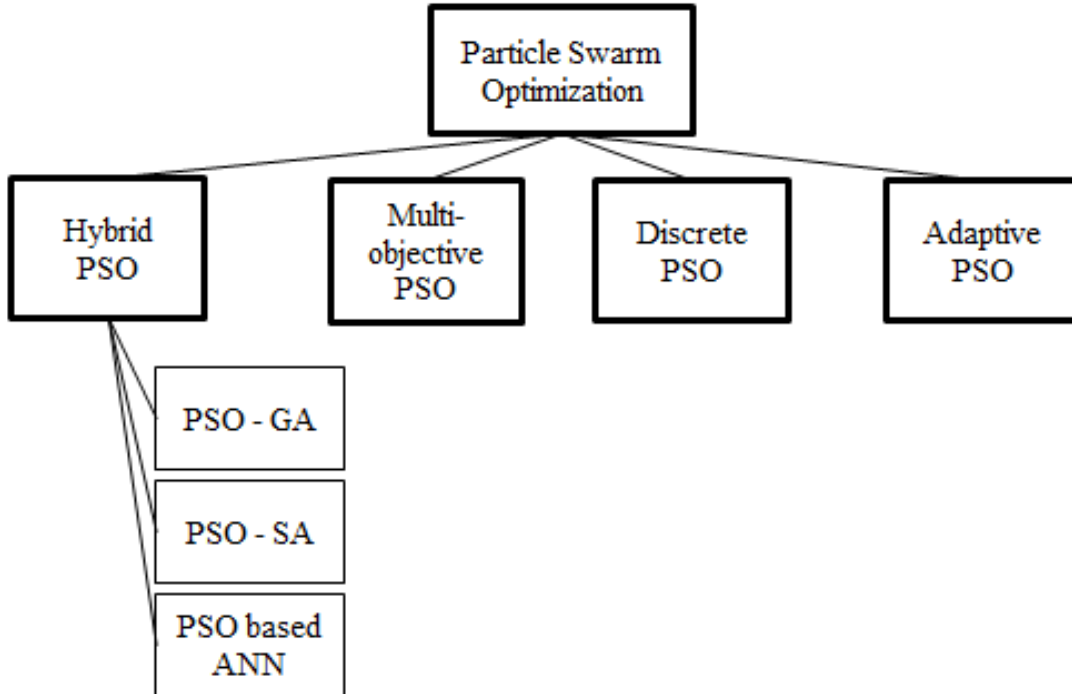 Particle Swarm
Optimization
Hybrid
PSO
Multi-
objective
PSO
Discrete
PSO
Adaptive
PSO
PSO - GA
PSO - SA
PSO based
ANN